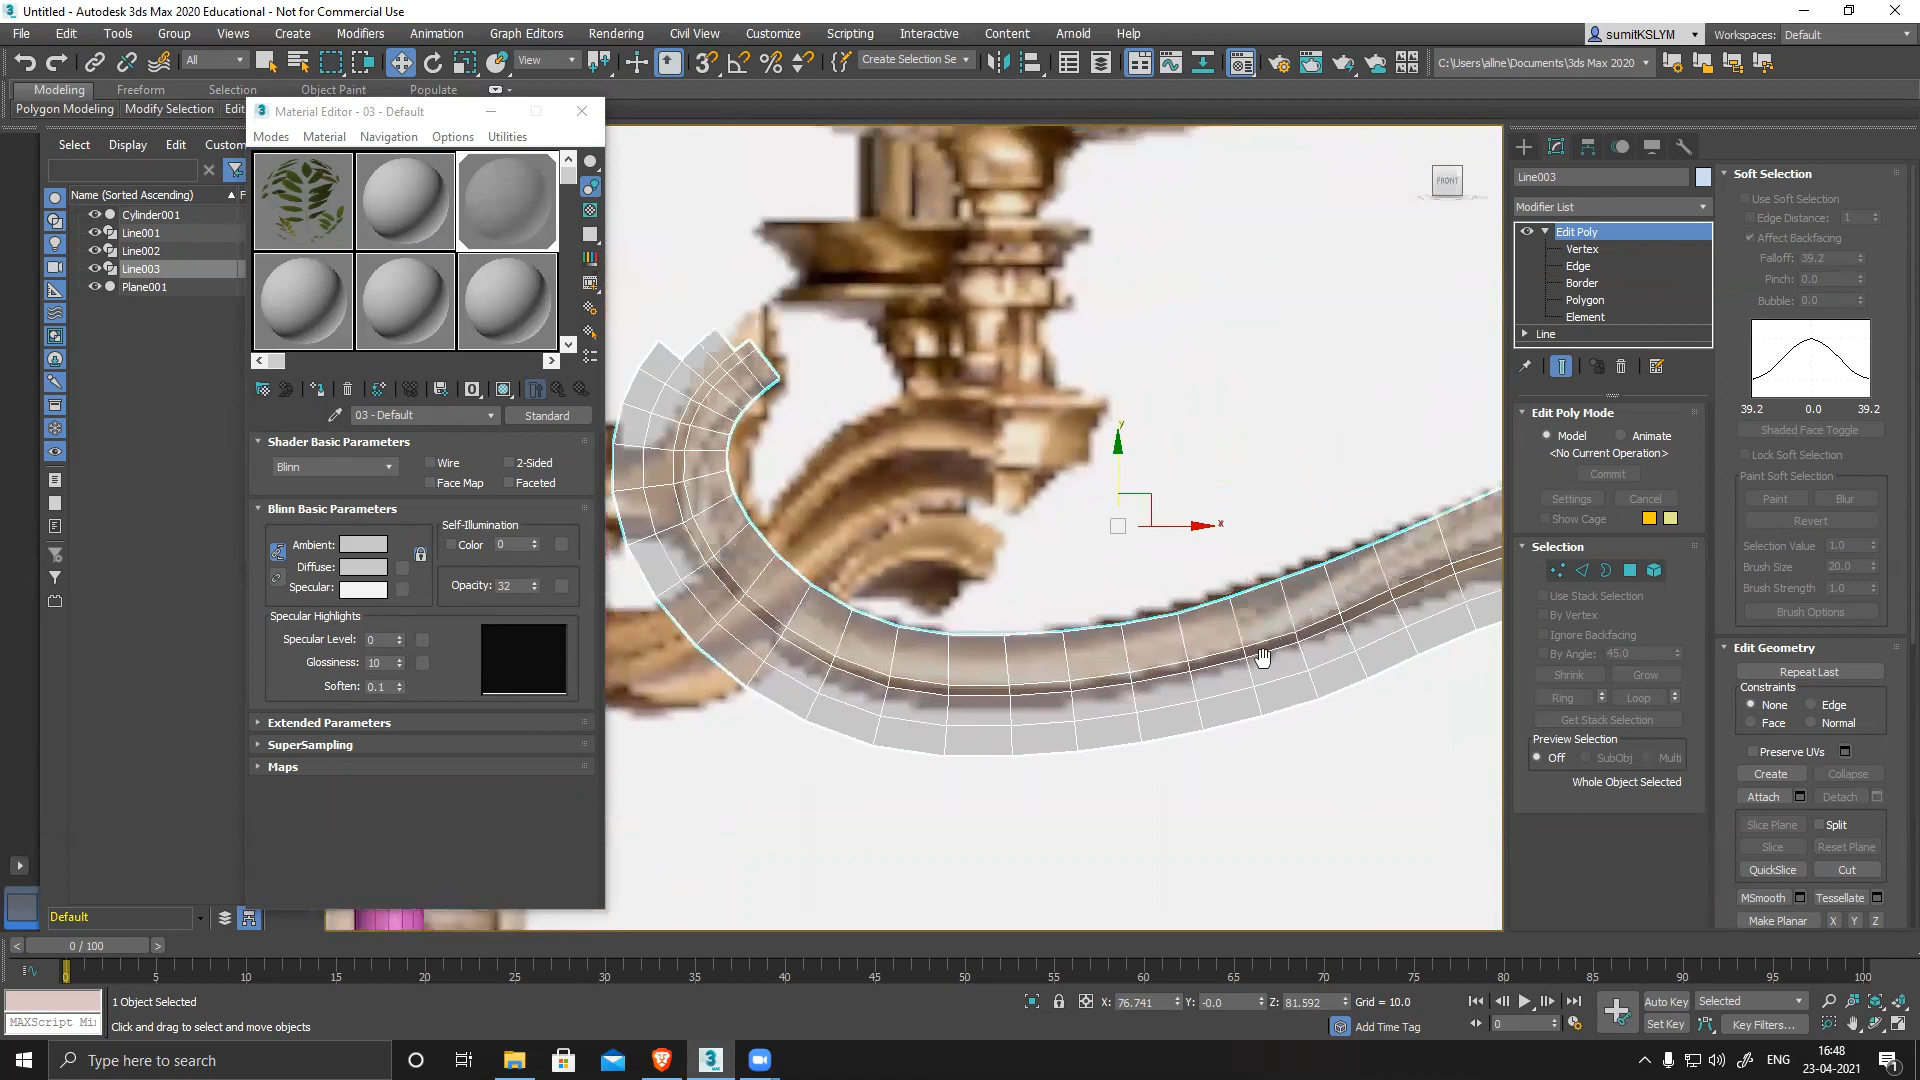 Untitled - Autodesk 3ds Max 2020 Educational - Not for Commercial Use
File Edit Tools Group Views Create Modifiers Animation Graph Editors Rendering Civil View Customize Scripting Interactive Content Arnold Help
sumitKSLYM Workspaces: Default
All View Create Selection Se C:\Users\allne\Documents\3ds Max 2020
Modeling Freeform Selection Object Paint Populate
Polygon Modeling Modify Selection Edi
Material Editor - 03 - Default
Modes Material Navigation Options Utilities
Select Display Edit Custom
Name (Sorted Ascending) F
Cylinder001
Line001
Line002
Line003
Plane001
03 - Default Standard
Shader Basic Parameters
Blinn Wire 2-Sided
Face Map Faceted
Blinn Basic Parameters
Self-Illumination
Ambient: Color 0
Diffuse:
Specular: Opacity: 32
Specular Highlights
Specular Level: 0
Glossiness: 10
Soften: 0.1
Extended Parameters
SuperSampling
Maps
FRONT
y
x
Line003
Modifier List
Edit Poly
Vertex
Edge
Border
Polygon
Element
Line
Edit Poly Mode
Model Animate
<No Current Operation>
Commit
Settings Cancel
Show Cage
Selection
Use Stack Selection
By Vertex
Ignore Backfacing
By Angle: 45.0
Shrink Grow
Ring Loop
Get Stack Selection
Preview Selection
Off SubObj Multi
Whole Object Selected
Soft Selection
Use Soft Selection
Edge Distance: 1
Affect Backfacing
Falloff: 39.2
Pinch: 0.0
Bubble: 0.0
39.2 0.0 39.2
Shaded Face Toggle
Lock Soft Selection
Paint Soft Selection
Paint Blur
Revert
Selection Value 1.0
Brush Size 20.0
Brush Strength 1.0
Brush Options
Edit Geometry
Repeat Last
Constraints
None Edge
Face Normal
Preserve UVs
Create Collapse
Attach Detach
Slice Plane Split
Slice Reset Plane
QuickSlice Cut
MSmooth Tessellate
Make Planar X Y Z
Default
< 0 / 100 >
0 5 10 15 20 25 30 35 40 45 50 55 60 65 70 75 80 85 90 95 100
1 Object Selected X: 76.741 Y: -0.0 Z: 81.592 Grid = 10.0 Auto Key Selected
MAXScript Mi Click and drag to select and move objects Add Time Tag 0 Set Key Key Filters...
Type here to search
ENG 16:48
23-04-2021
1